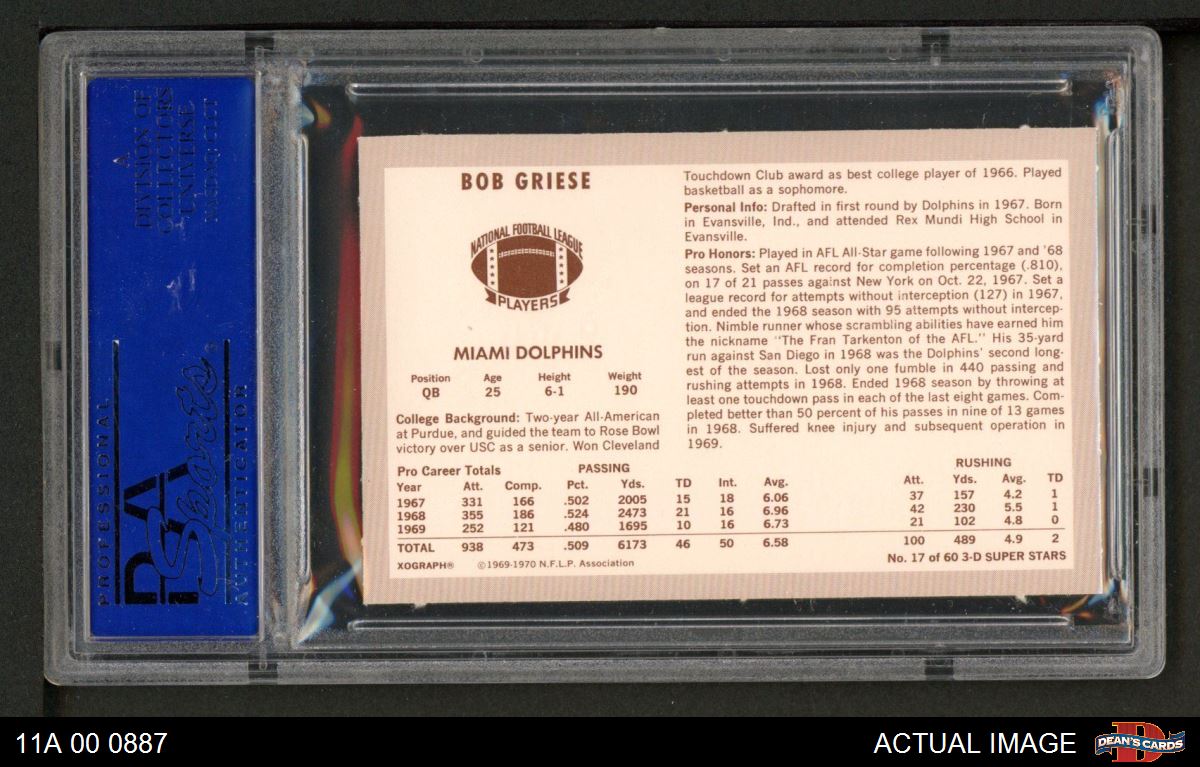 A
DIVISION OF
COLLECTORS
UNIVERSE
NASDAQ: CLCT
PROFESSIONAL
PSA
Sports
AUTHENTICATOR
BOB GRIESE
NATIONAL FOOTBALL LEAGUE
PLAYERS
MIAMI DOLPHINS
Position Age Height Weight
QB 25 6-1 190
College Background: Two-year All-American
at Purdue, and guided the team to Rose Bowl
victory over USC as a senior. Won Cleveland
Touchdown Club award as best college player of 1966. Played
basketball as a sophomore.
Personal Info: Drafted in first round by Dolphins in 1967. Born
in Evansville, Ind., and attended Rex Mundi High School in
Evansville.
Pro Honors: Played in AFL All-Star game following 1967 and '68
seasons. Set an AFL record for completion percentage (.810),
on 17 of 21 passes against New York on Oct. 22, 1967. Set a
league record for attempts without interception (127) in 1967,
and ended the 1968 season with 95 attempts without intercep-
tion. Nimble runner whose scrambling abilities have earned him
the nickname "The Fran Tarkenton of the AFL." His 35-yard
run against San Diego in 1968 was the Dolphins' second long-
est of the season. Lost only one fumble in 440 passing and
rushing attempts in 1968. Ended 1968 season by throwing at
least one touchdown pass in each of the last eight games. Com-
pleted better than 50 percent of his passes in nine of 13 games
in 1968. Suffered knee injury and subsequent operation in
1969.
Pro Career Totals PASSING RUSHING
Year Att. Comp. Pct. Yds. TD Int. Avg. Att. Yds. Avg. TD
1967 331 166 .502 2005 15 18 6.06 37 157 4.2 1
1968 355 186 .524 2473 21 16 6.96 42 230 5.5 1
1969 252 121 .480 1695 10 16 6.73 21 102 4.8 0
TOTAL 938 473 .509 6173 46 50 6.58 100 489 4.9 2
XOGRAPH® ©1969-1970 N.F.L.P. Association No. 17 of 60 3-D SUPER STARS
11A 00 0887
ACTUAL IMAGE
D
DEAN'S CARDS